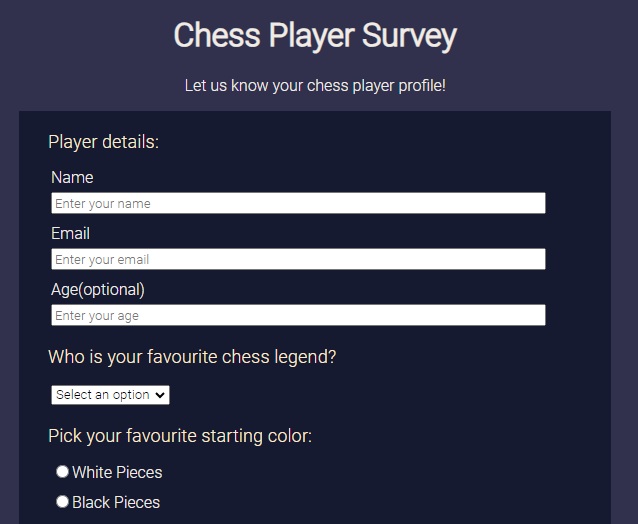 Chess Player Survey
Let us know your chess player profile!
Player details:
Name
Enter your name
Email
Enter your email
Age(optional)
Enter your age
Who is your favourite chess legend?
Select an option
Pick your favourite starting color:
White Pieces
Black Pieces